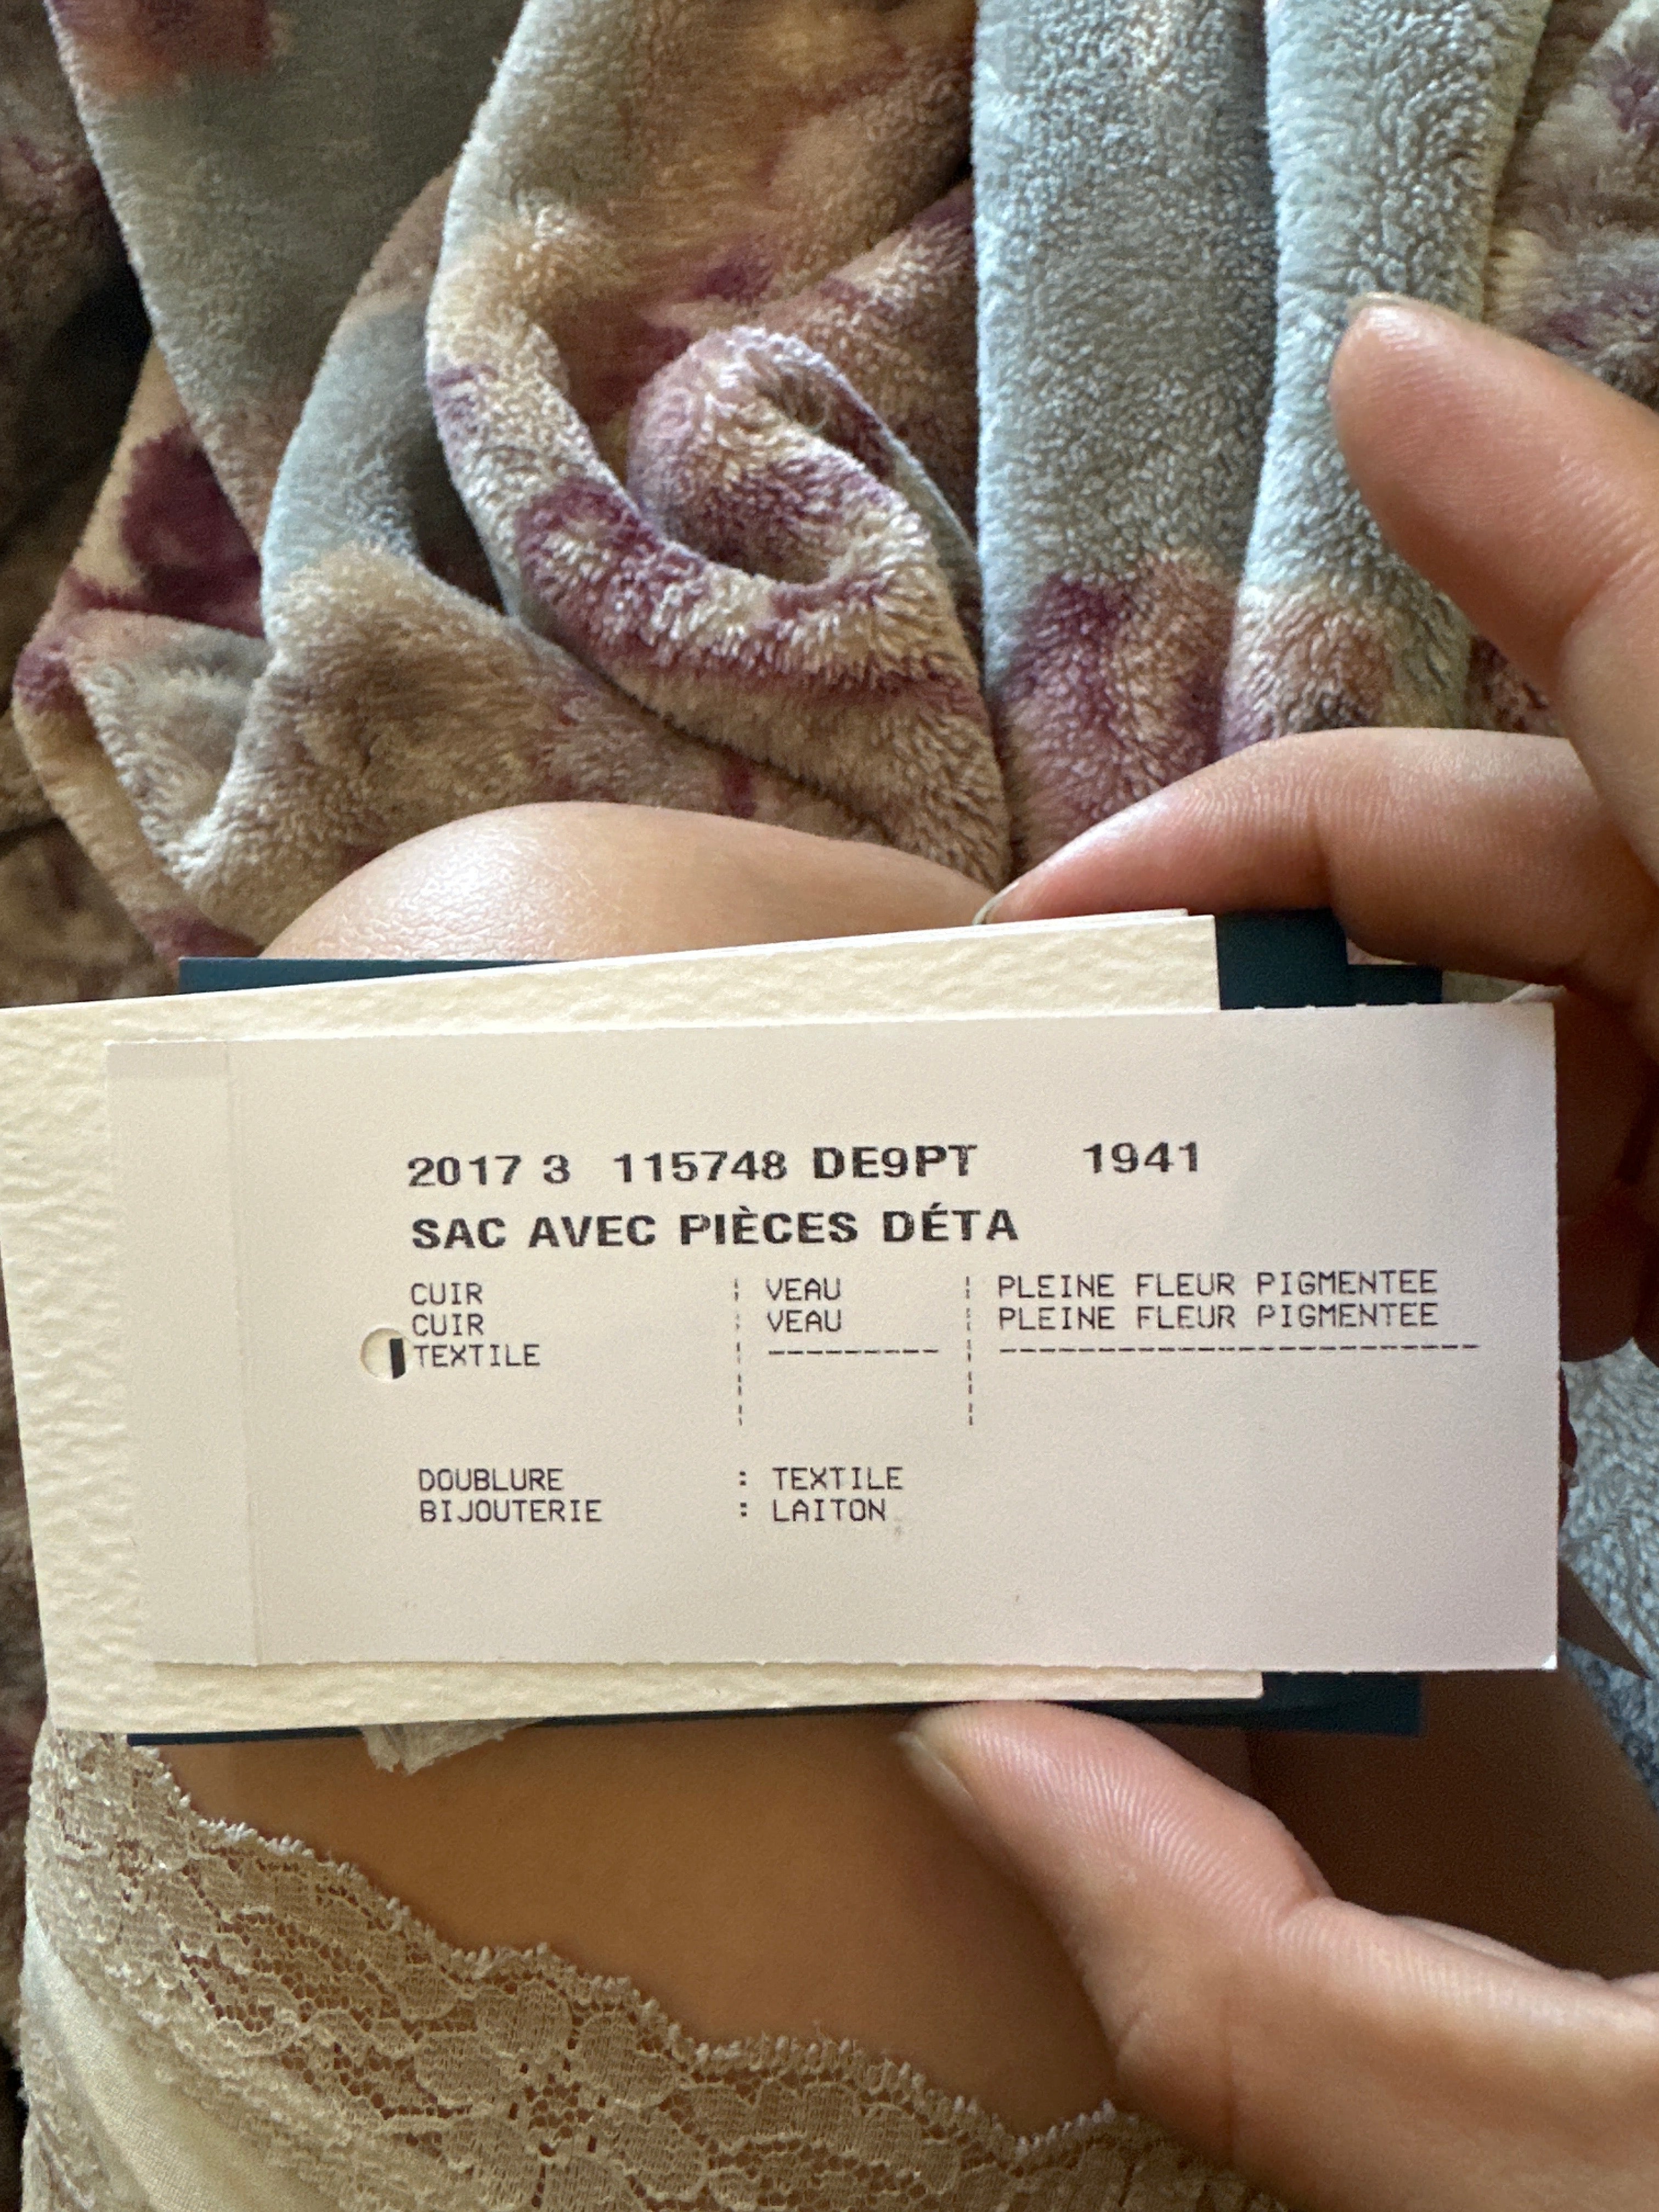 2017 3 115748 DE9PT 1941
SAC AVEC PIÈCES DÉTA
CUIR ¦ VEAU ¦ PLEINE FLEUR PIGMENTEE
CUIR ¦ VEAU ¦ PLEINE FLEUR PIGMENTEE
TEXTILE ¦ --------- ¦ -------------------------
DOUBLURE : TEXTILE
BIJOUTERIE : LAITON